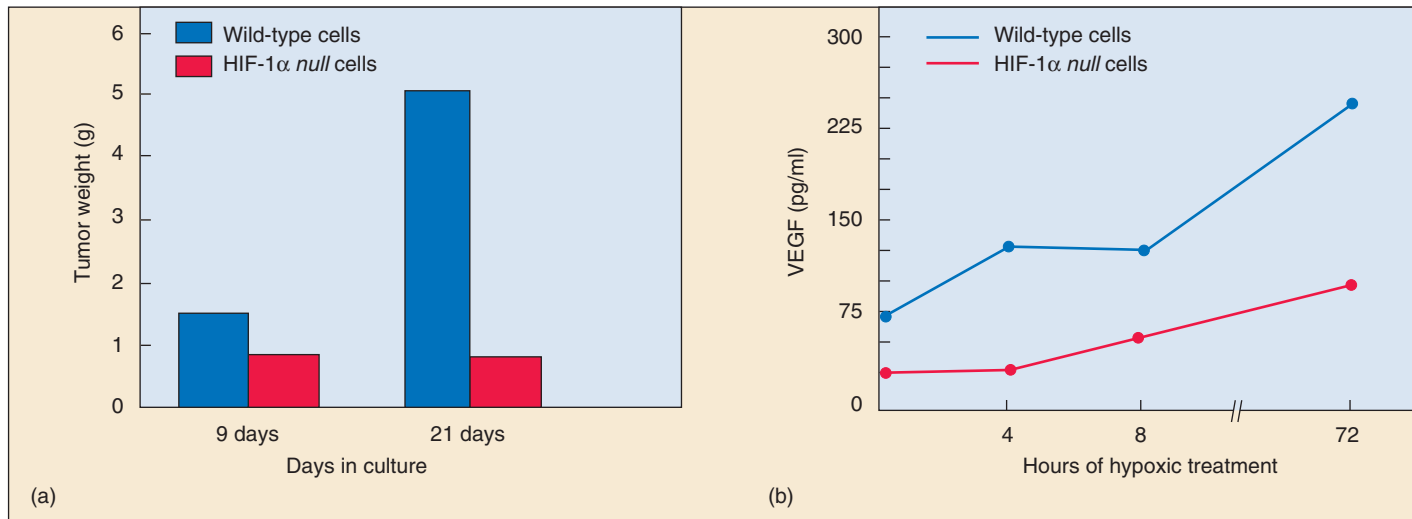 6
5
4
3
2
1
0
Tumor weight (g)
Wild-type cells
HIF-1α null cells
9 days
21 days
Days in culture
(a)
300
225
150
75
0
VEGF (pg/ml)
Wild-type cells
HIF-1α null cells
4
8
72
Hours of hypoxic treatment
(b)